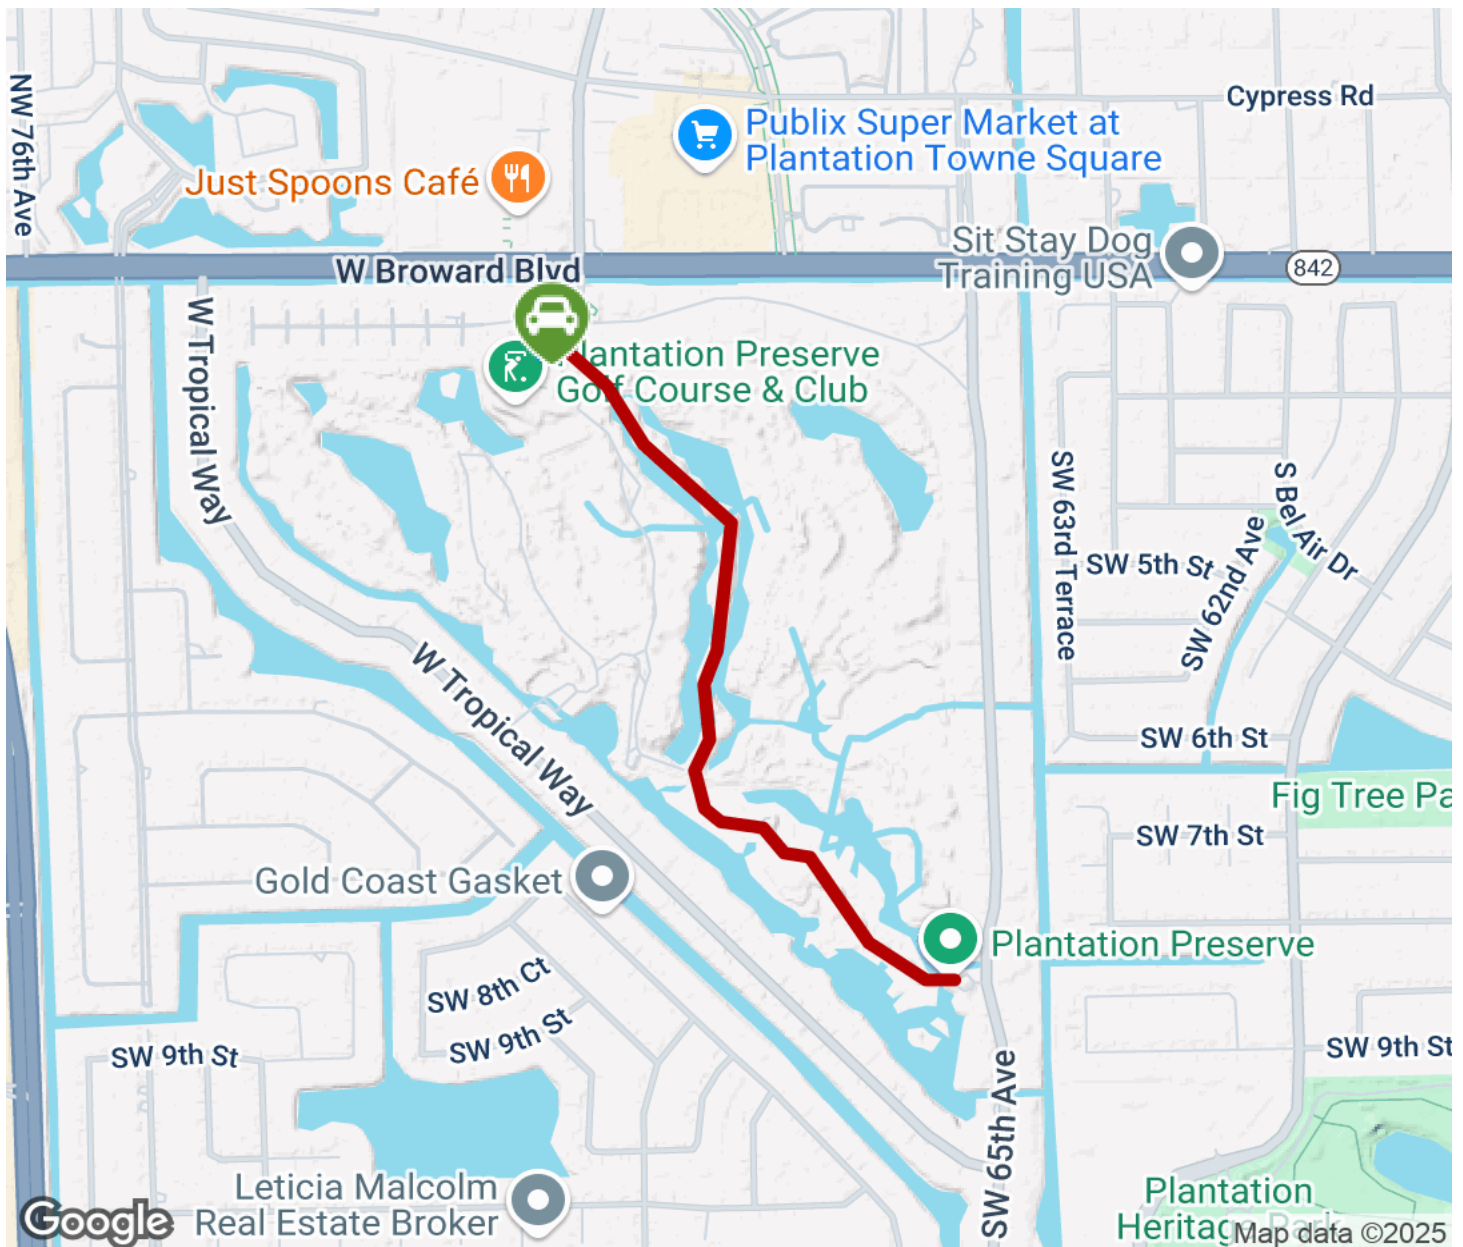 NW 76th Ave
Cypress Rd
Publix Super Market at
Plantation Towne Square
Just Spoons Café
Sit Stay Dog
Training USA
W Broward Blvd
842
W Tropical Way
Plantation Preserve
Golf Course & Club
SW 63rd Terrace
S Bel Air Dr
SW 62nd Ave
SW 5th St
W Tropical Way
SW 6th St
Fig Tree Pa
SW 7th St
Gold Coast Gasket
Plantation Preserve
SW 8th Ct
SW 9th St
SW 9th St
SW 9th St
SW 65th Ave
Leticia Malcolm
Real Estate Broker
Plantation
Heritage Park
Google
Map data ©2025